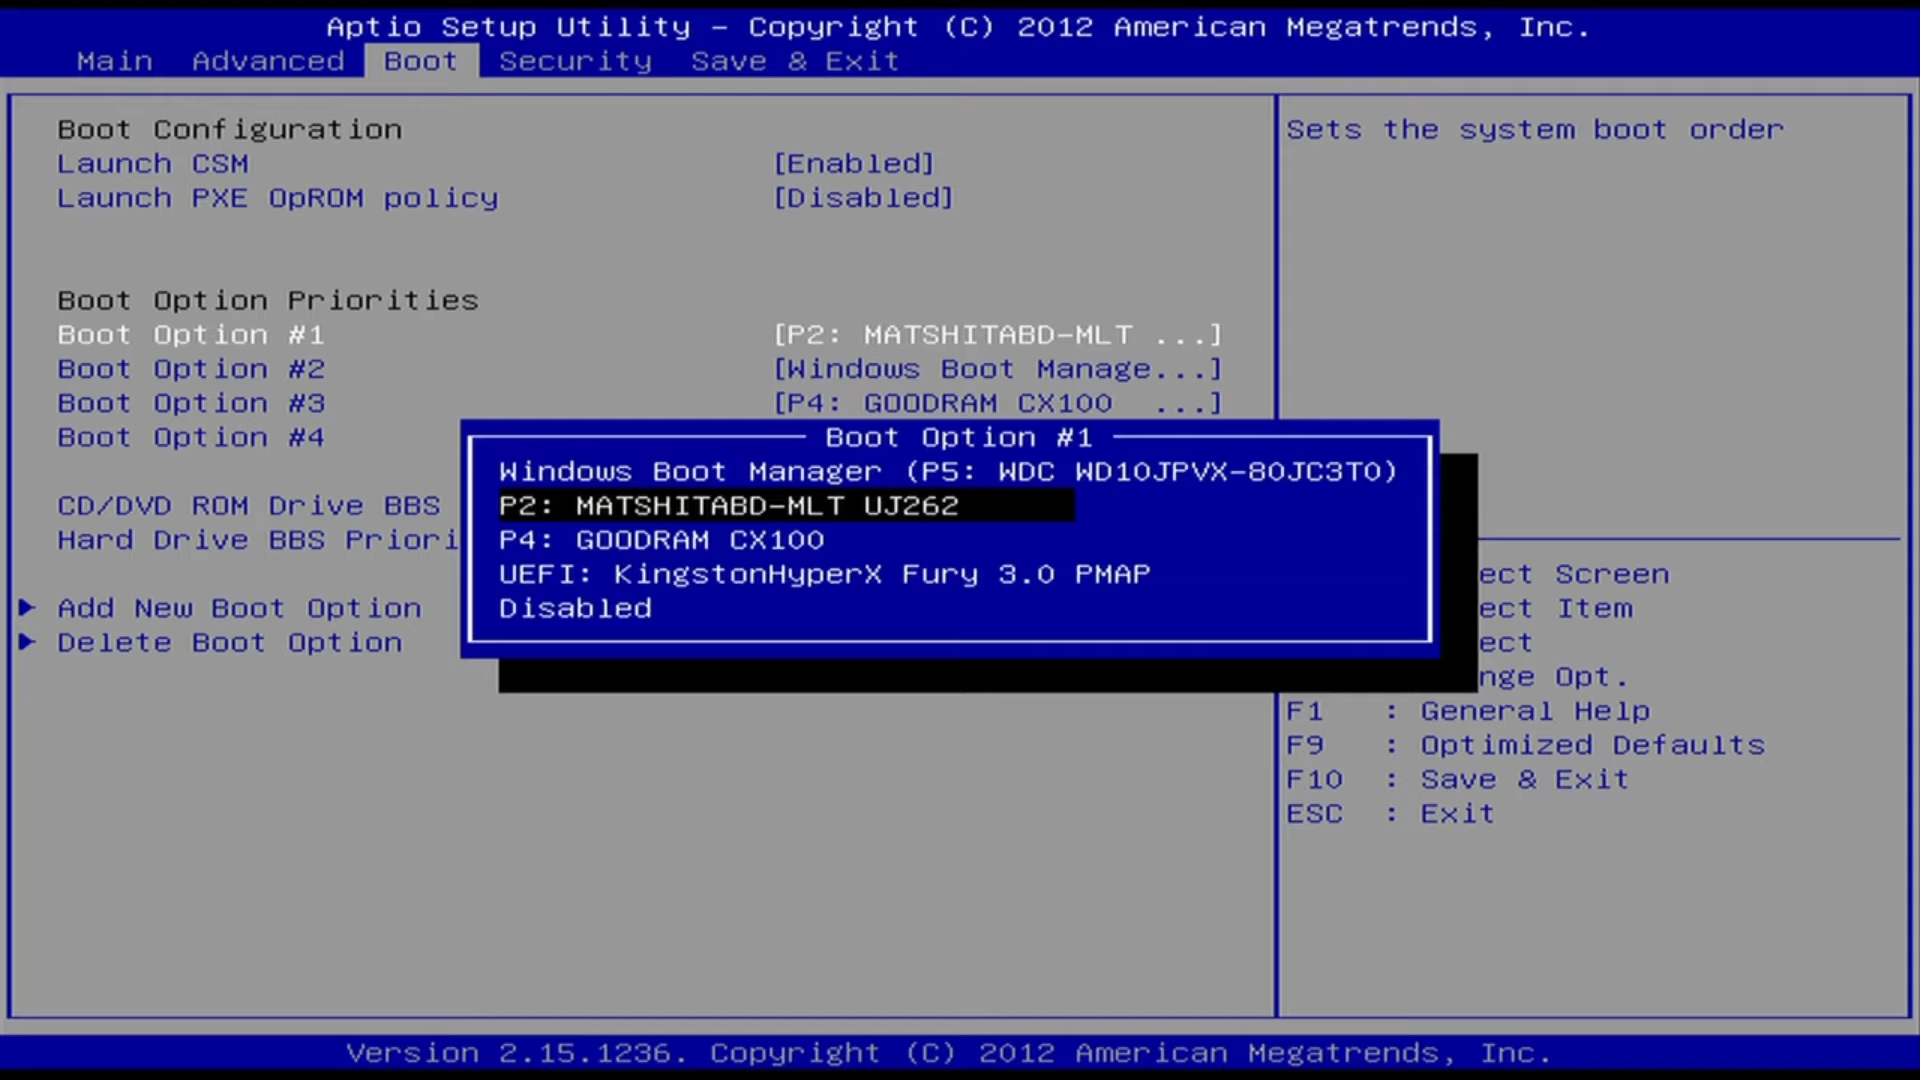 Aptio Setup Utility – Copyright (C) 2012 American Megatrends, Inc.
Main Advanced Boot Security Save & Exit
Boot Configuration
Launch CSM [Enabled]
Launch PXE OpROM policy [Disabled]
Boot Option Priorities
Boot Option #1 [P2: MATSHITABD-MLT ...]
Boot Option #2 [Windows Boot Manage...]
Boot Option #3 [P4: GOODRAM CX100 ...]
Boot Option #4
CD/DVD ROM Drive BBS
Hard Drive BBS Priori
Add New Boot Option
Delete Boot Option
Boot Option #1
Windows Boot Manager (P5: WDC WD10JPVX-80JC3T0)
P2: MATSHITABD-MLT UJ262
P4: GOODRAM CX100
UEFI: KingstonHyperX Fury 3.0 PMAP
Disabled
Sets the system boot order
ect Screen
ect Item
ect
nge Opt.
F1 : General Help
F9 : Optimized Defaults
F10 : Save & Exit
ESC : Exit
Version 2.15.1236. Copyright (C) 2012 American Megatrends, Inc.